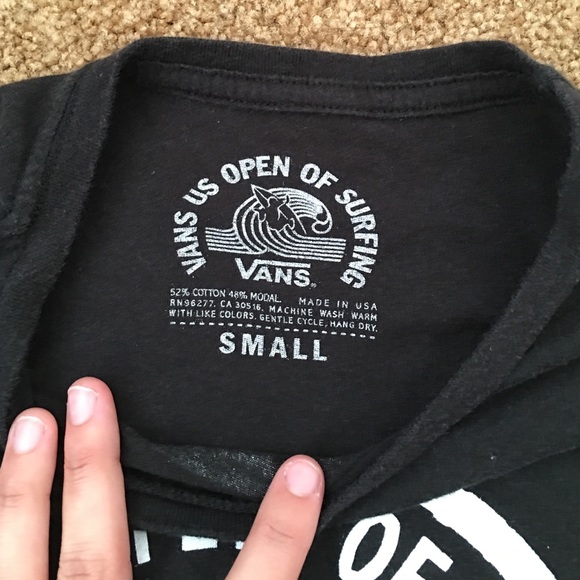 VANS US OPEN OF SURFING
VANS
52% COTTON 48% MODAL. MADE IN USA
RN96277. CA 30516. MACHINE WASH WARM
WITH LIKE COLORS. GENTLE CYCLE, HANG DRY.
SMALL
OF